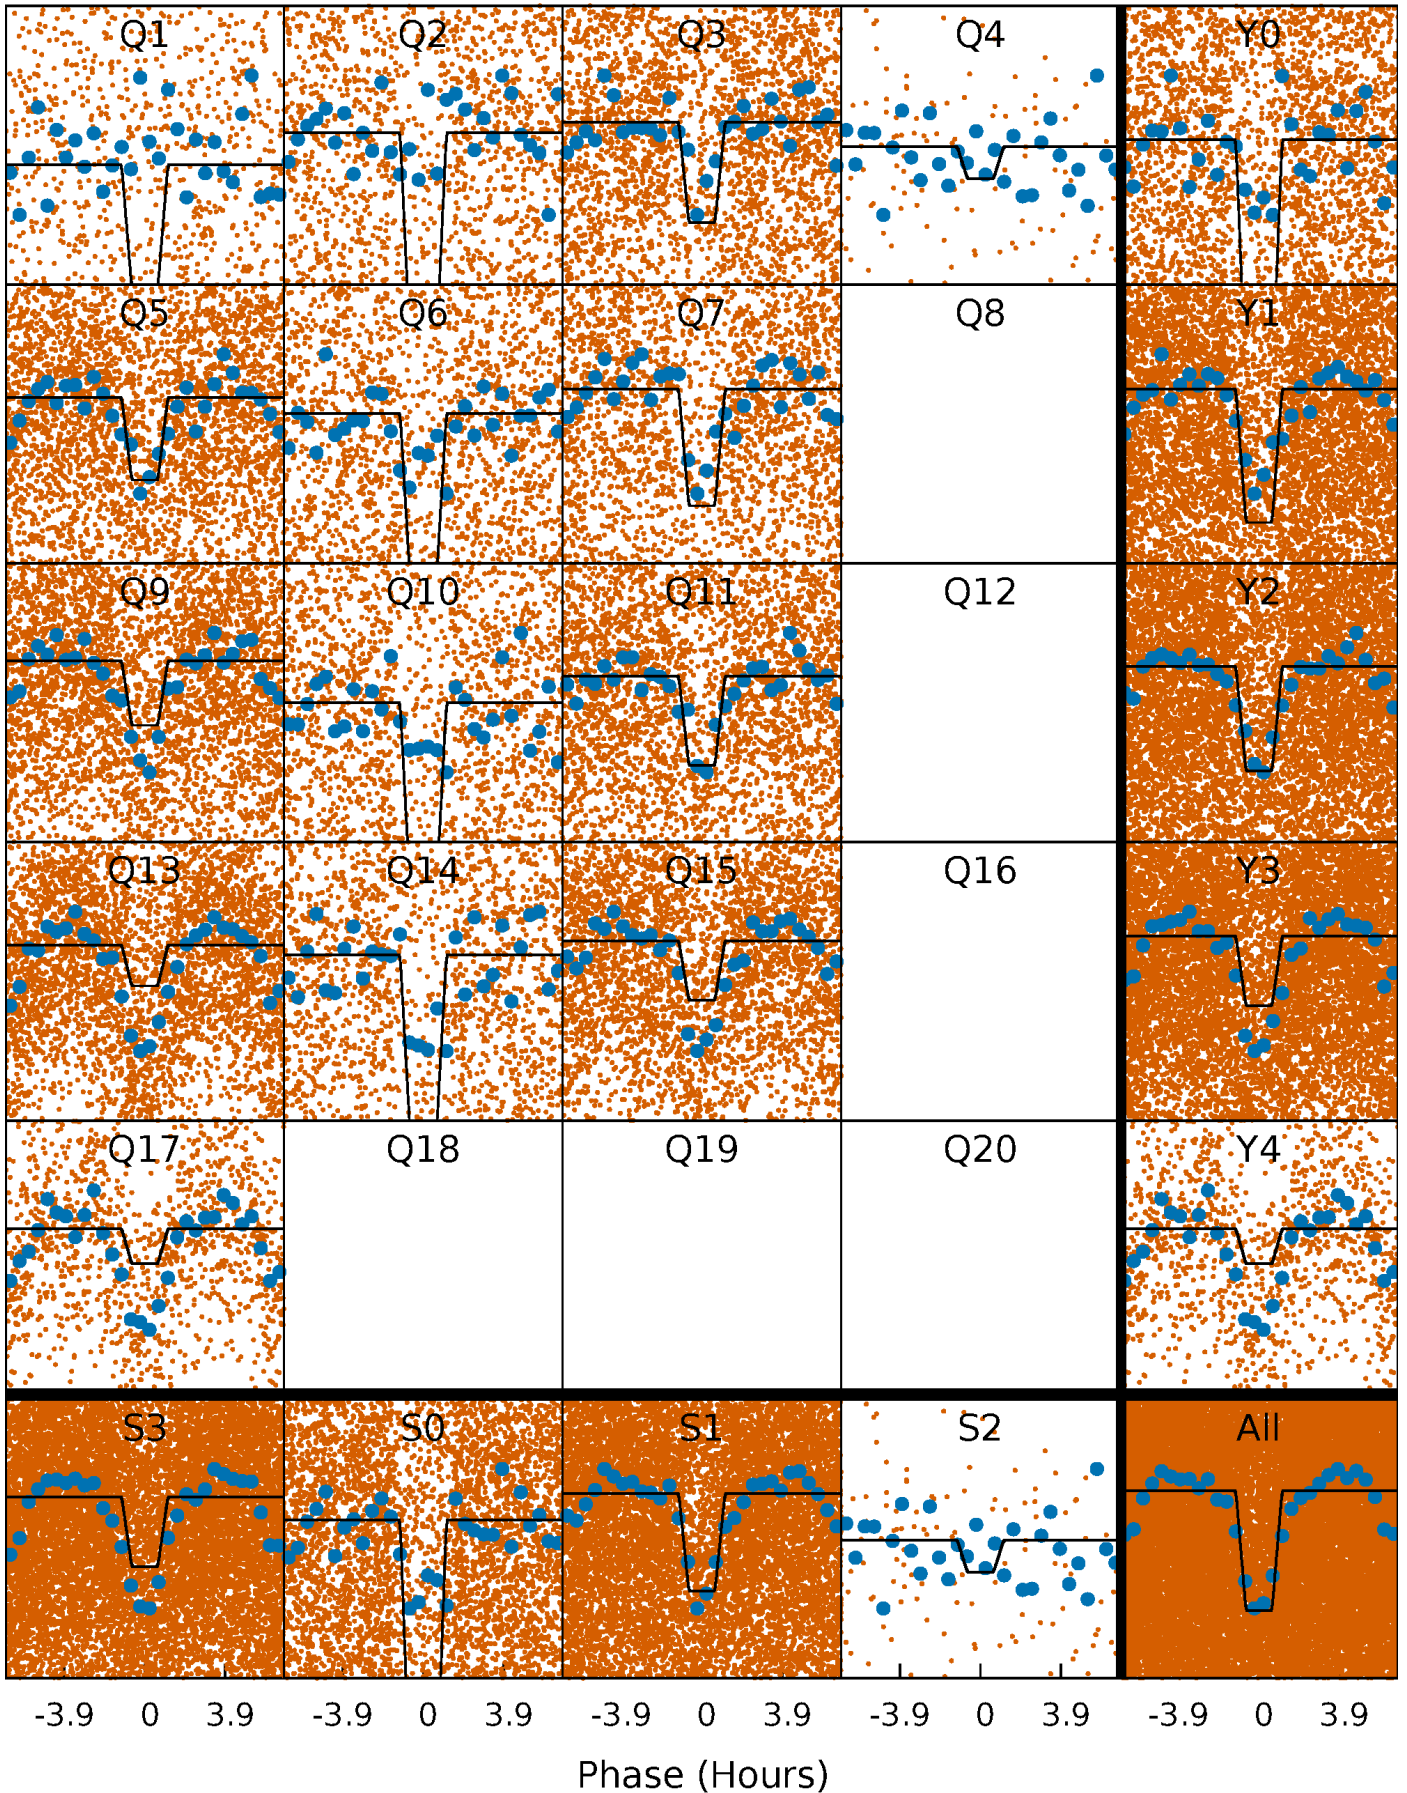 Q1 Q2 Q3 Q4 Y0
Q5 Q6 Q7 Q8 Y1
Q9 Q10 Q11 Q12 Y2
Q13 Q14 Q15 Q16 Y3
Q17 Q18 Q19 Q20 Y4
S3 S0 S1 S2 All
-3.9 0 3.9 -3.9 0 3.9 -3.9 0 3.9 -3.9 0 3.9 -3.9 0 3.9
Phase (Hours)